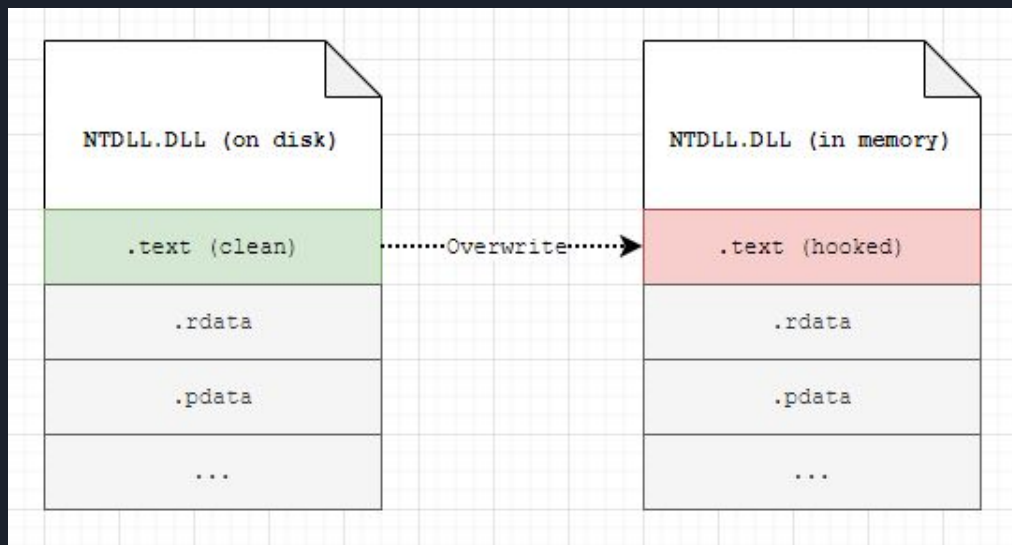 NTDLL.DLL (on disk)
NTDLL.DLL (in memory)
.text (clean)
Overwrite
.text (hooked)
.rdata
.rdata
.pdata
.pdata
...
...